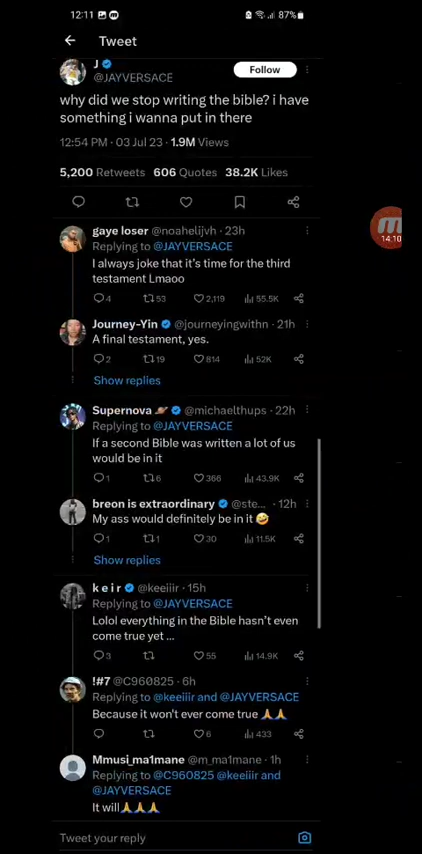 12:11 87%
Tweet
J
@JAYVERSACE
Follow
why did we stop writing the bible? i have
something i wanna put in there
12:54 PM · 03 Jul 23 · 1.9M Views
5,200 Retweets 606 Quotes 38.2K Likes
14:10
gaye loser @noahelijvh · 23h
Replying to @JAYVERSACE
I always joke that it's time for the third
testament Lmaoo
4 53 2,119 55.5K
Journey-Yin @journeyingwithn · 21h
A final testament, yes.
2 19 814 52K
Show replies
Supernova 🪐 @michaelthups · 22h
Replying to @JAYVERSACE
If a second Bible was written a lot of us
would be in it
1 6 366 43.9K
breon is extraordinary @ste... · 12h
My ass would definitely be in it 🤣
1 1 30 11.5K
Show replies
k e i r @keeiiir · 15h
Replying to @JAYVERSACE
Lolol everything in the Bible hasn't even
come true yet ...
3 55 14.9K
!#7 @C960825 · 6h
Replying to @keeiiir and @JAYVERSACE
Because it won't ever come true 🙏🙏
6 433
Mmusi_ma1mane @m_ma1mane · 1h
Replying to @C960825 @keeiiir and
@JAYVERSACE
It will🙏🙏🙏
Tweet your reply